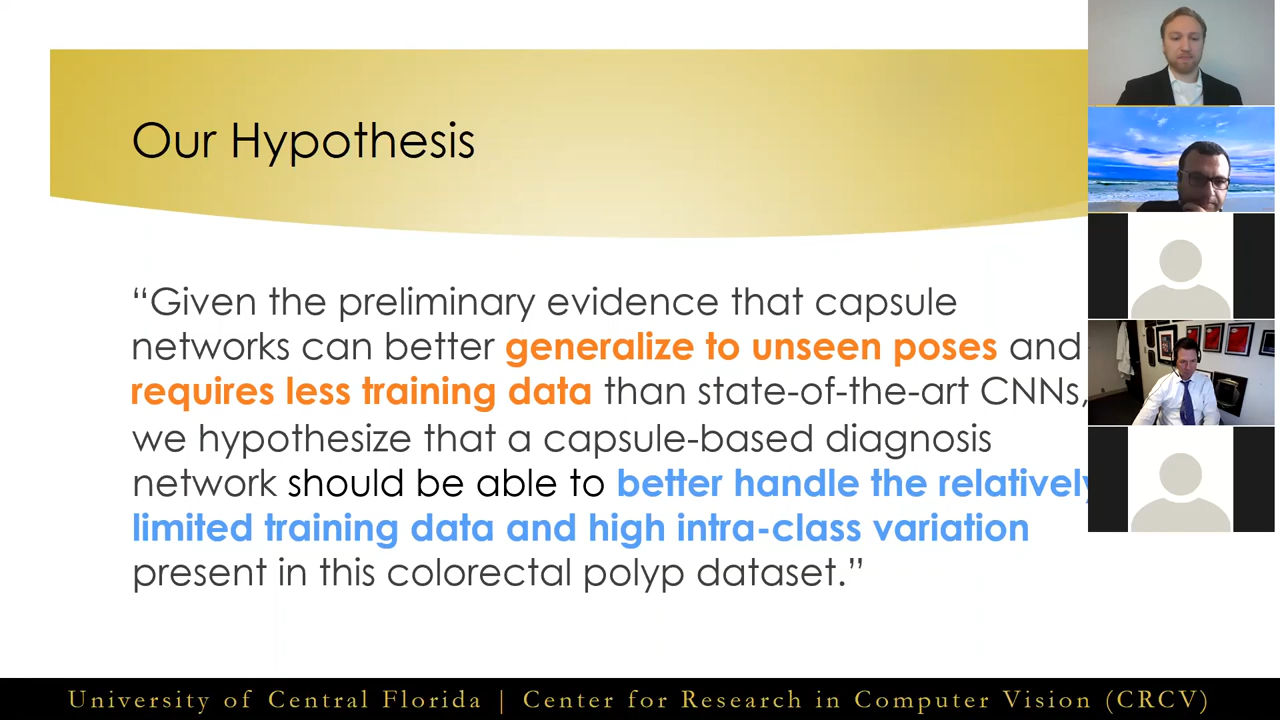 Our Hypothesis
“Given the preliminary evidence that capsule
networks can better generalize to unseen poses and
requires less training data than state-of-the-art CNNs,
we hypothesize that a capsule-based diagnosis
network should be able to better handle the relatively
limited training data and high intra-class variation
present in this colorectal polyp dataset.”
University of Central Florida | Center for Research in Computer Vision (CRCV)